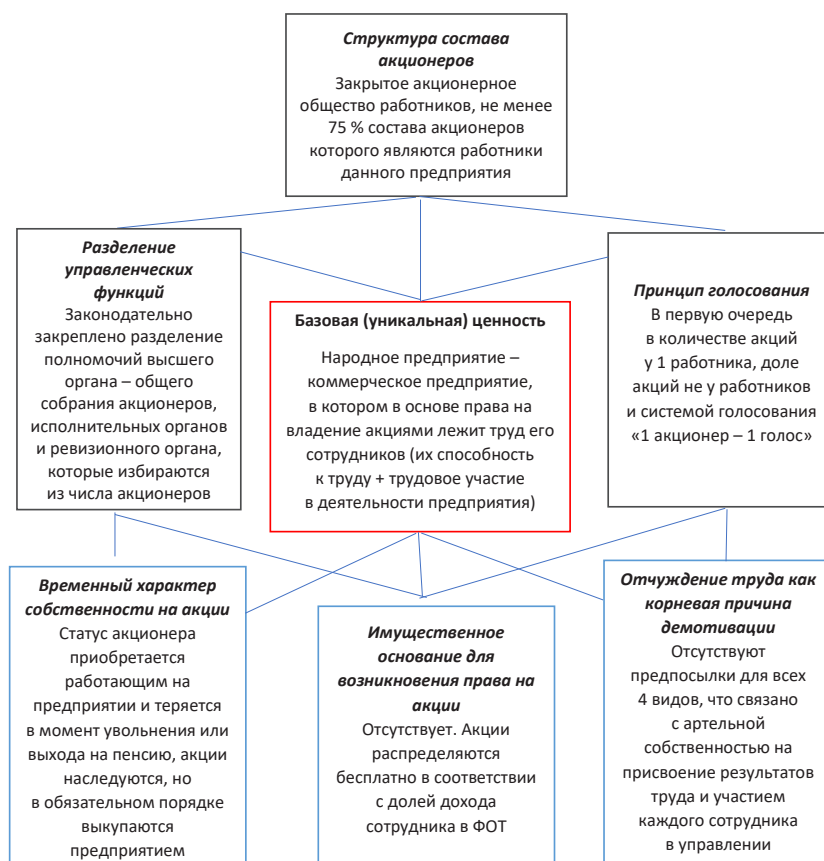 Структура состава
акционеров
Закрытое акционерное
общество работников, не менее
75 % состава акционеров
которого являются работники
данного предприятия
Разделение
управленческих
функций
Законодательно
закреплено разделение
полномочий высшего
органа – общего
собрания акционеров,
исполнительных органов
и ревизионного органа,
которые избираются
из числа акционеров
Базовая (уникальная) ценность
Народное предприятие –
коммерческое предприятие,
в котором в основе права на
владение акциями лежит труд его
сотрудников (их способность
к труду + трудовое участие
в деятельности предприятия)
Принцип голосования
В первую очередь
в количестве акций
у 1 работника, доле
акций не у работников
и системой голосования
«1 акционер – 1 голос»
Временный характер
собственности на акции
Статус акционера
приобретается
работающим на
предприятии и теряется
в момент увольнения или
выхода на пенсию, акции
наследуются, но
в обязательном порядке
выкупаются
предприятием
Имущественное
основание для
возникновения права на
акции
Отсутствует. Акции
распределяются
бесплатно в соответствии
с долей дохода
сотрудника в ФОТ
Отчуждение труда как
корневая причина
демотивации
Отсутствуют
предпосылки для всех
4 видов, что связано
с артельной
собственностью на
присвоение результатов
труда и участием
каждого сотрудника
в управлении